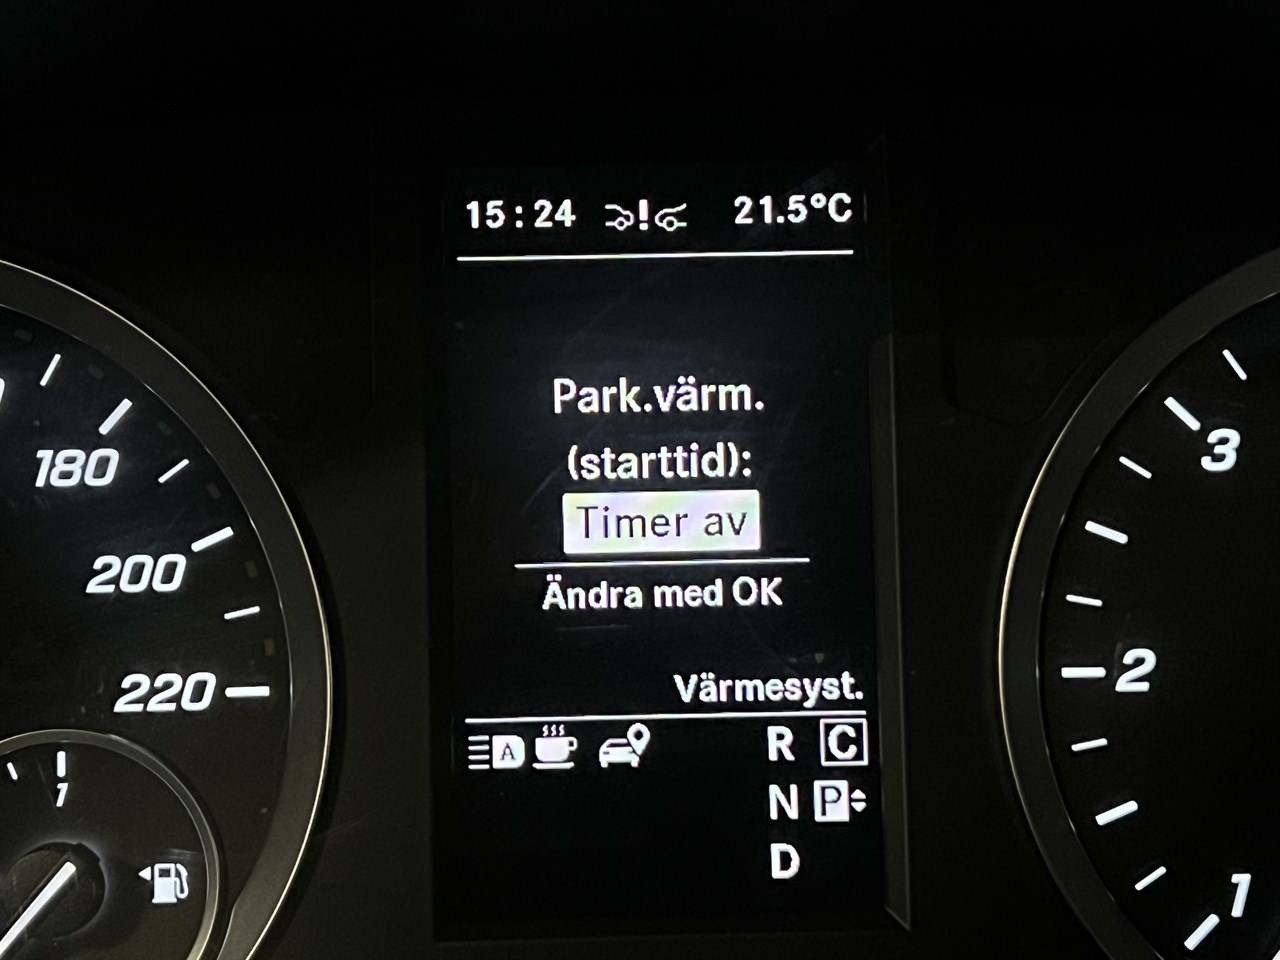 15:24 21.5°C
Park.värm.
(starttid):
Timer av
Ändra med OK
Värmesyst.
A R C
N P
D
180
200
220
1
3
2
1